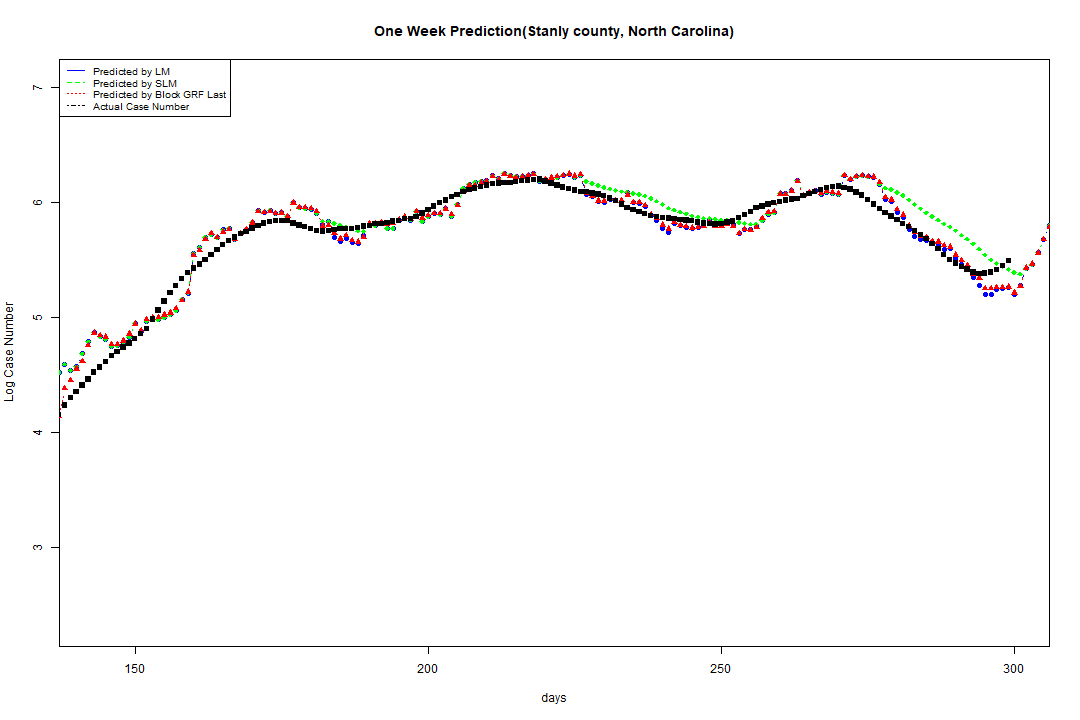 One Week Prediction(Stanly county, North Carolina)
Predicted by LM
Predicted by SLM
Predicted by Block GRF Last
Actual Case Number
7
6
5
4
3
Log Case Number
150 200 250 300
days